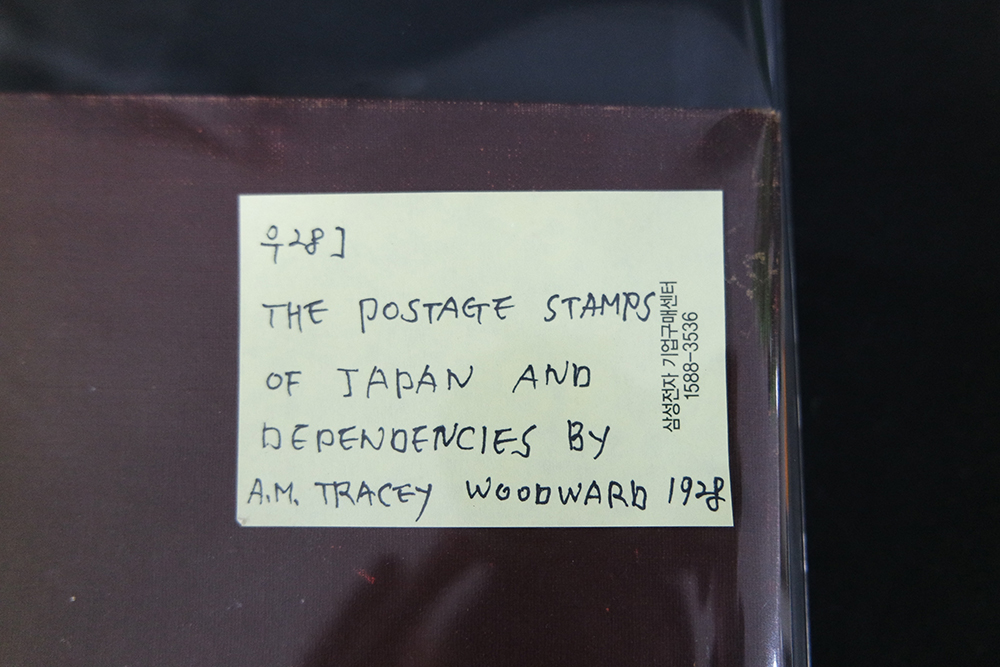 우28]
THE POSTAGE STAMPS
OF JAPAN AND
DEPENDENCIES BY
A.M. TRACEY WOODWARD 1928
삼성전자 기업구매센터
1588-3536